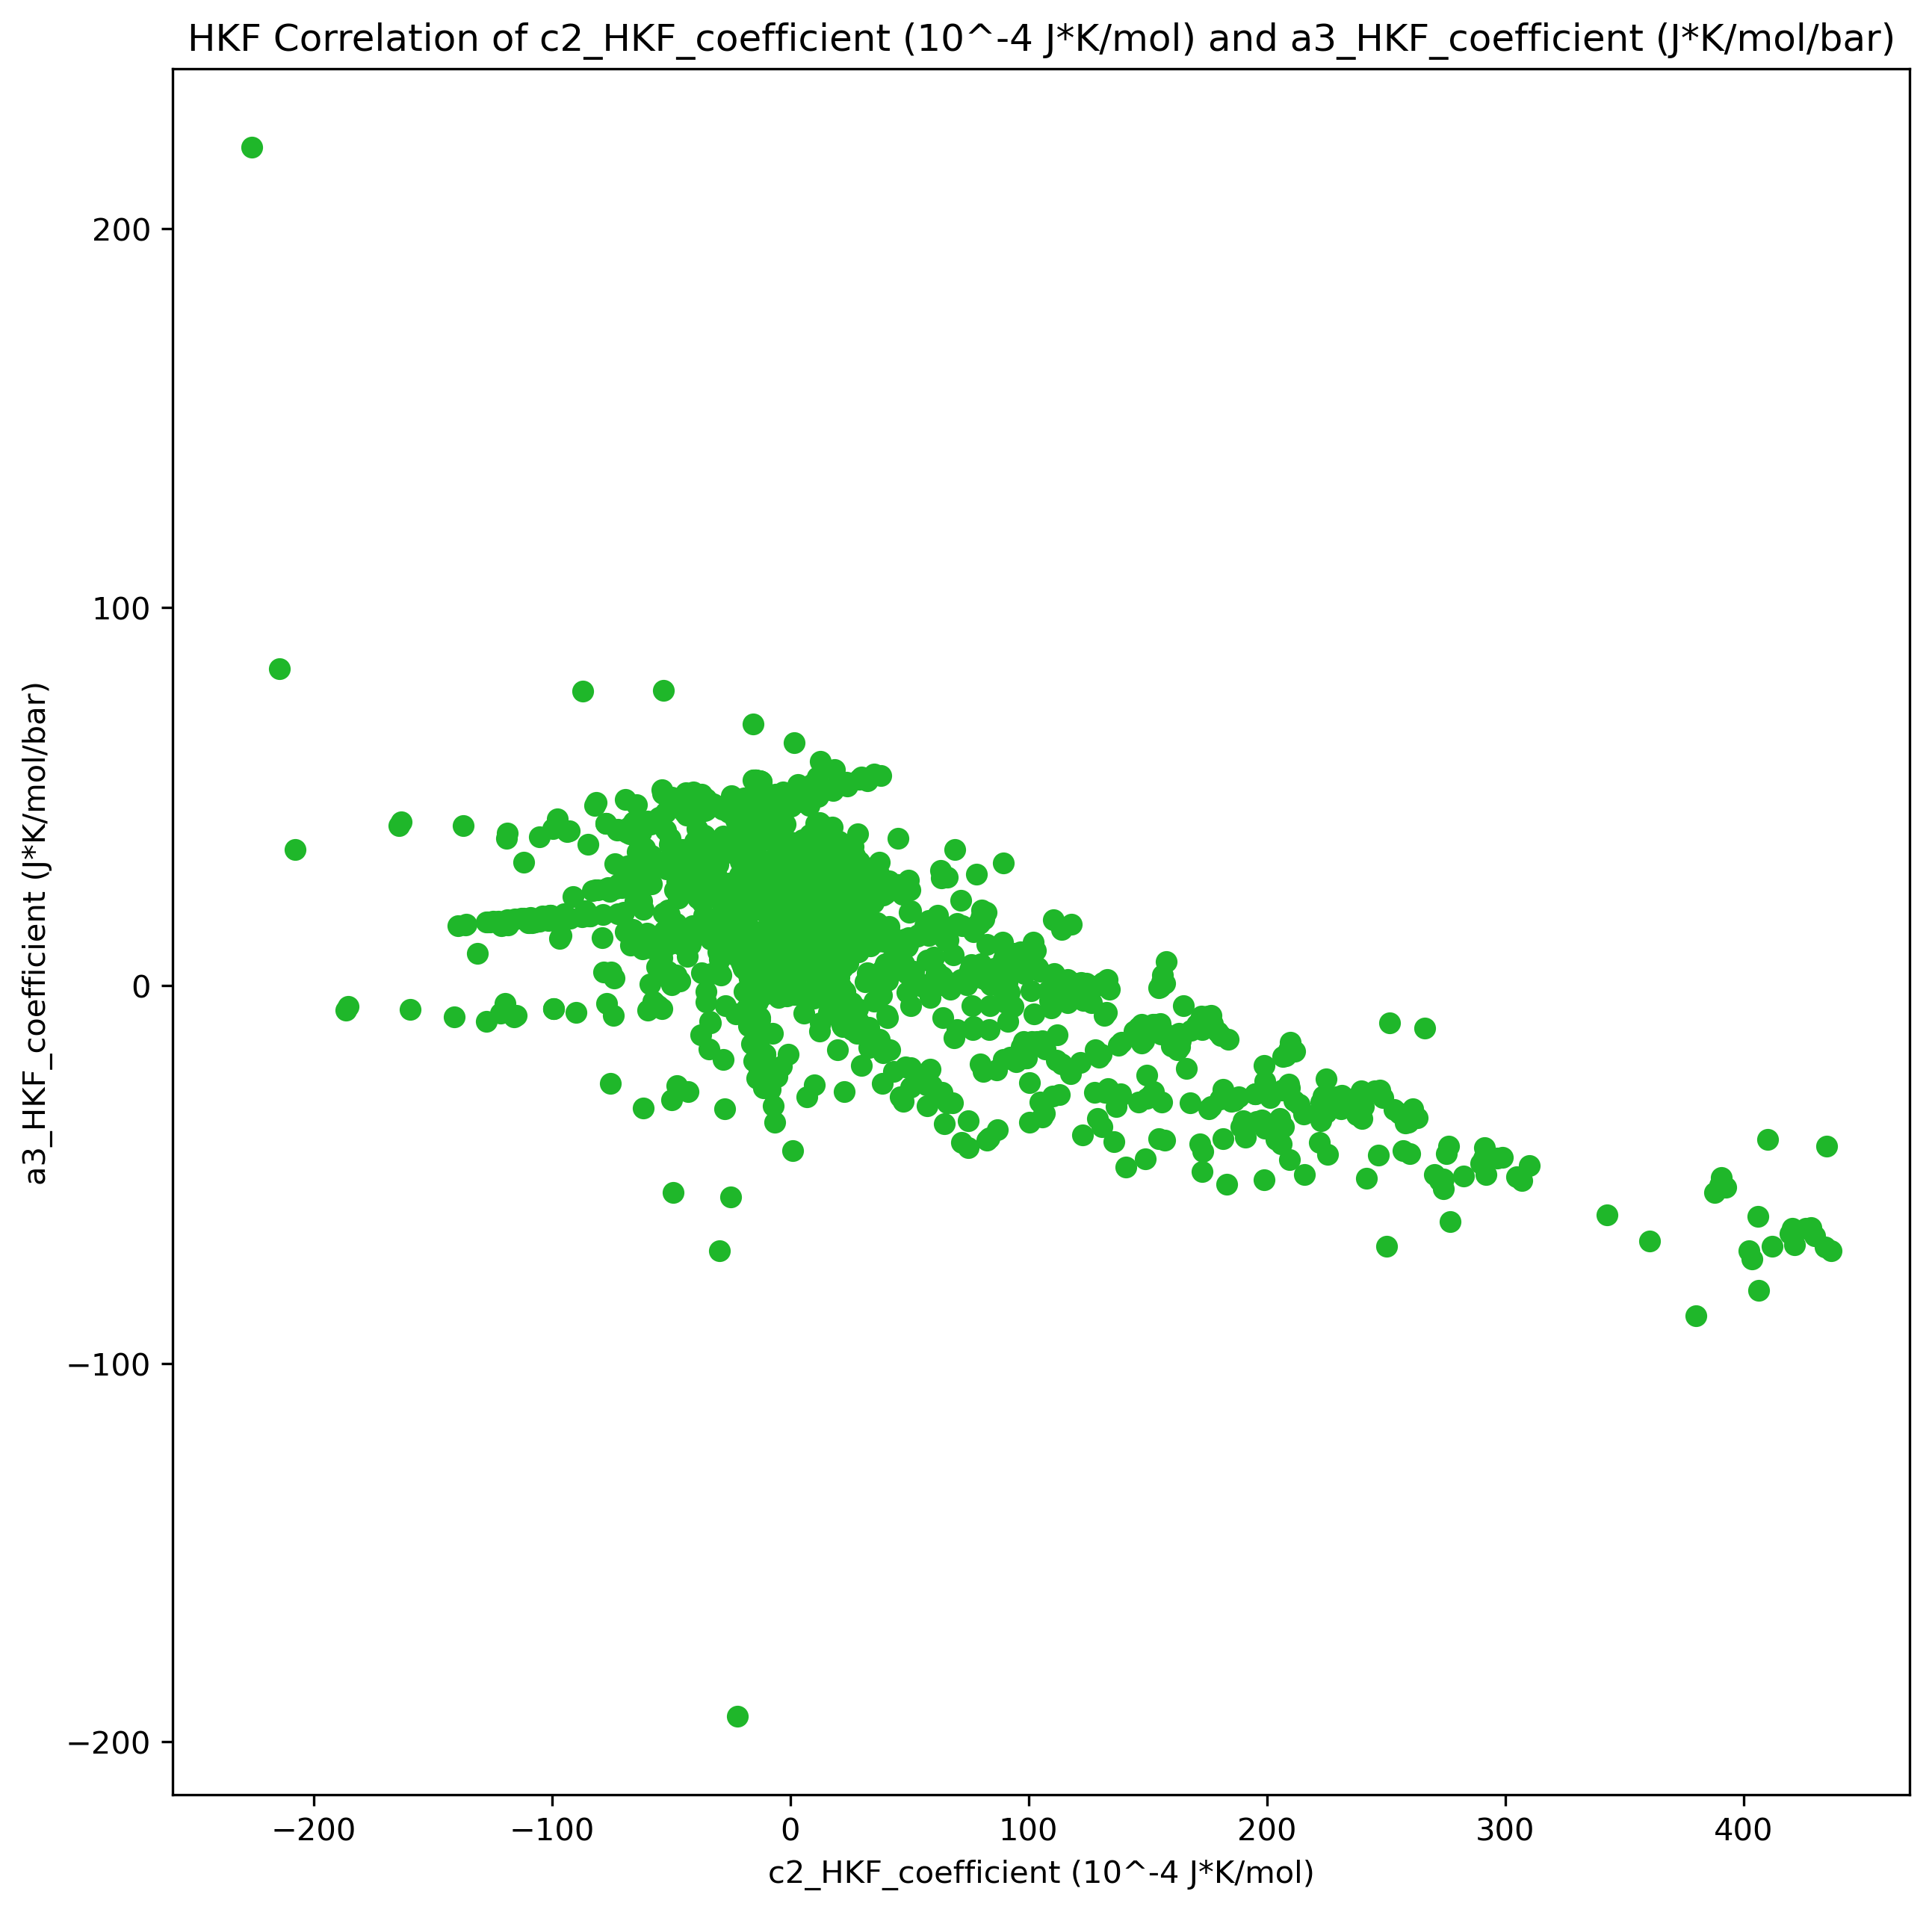 HKF Correlation of c2_HKF_coefficient (10^-4 J*K/mol) and a3_HKF_coefficient (J*K/mol/bar)
a3_HKF_coefficient (J*K/mol/bar)
200
100
0
−100
−200
−200 −100 0 100 200 300 400
c2_HKF_coefficient (10^-4 J*K/mol)